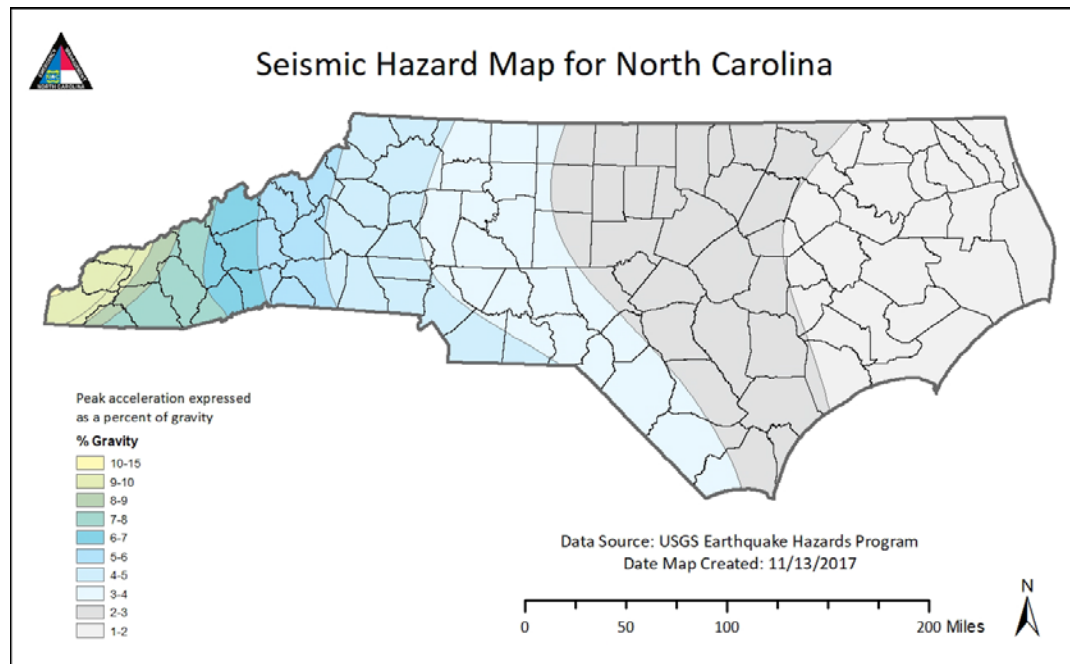 Seismic Hazard Map for North Carolina
NORTH CAROLINA
Peak acceleration expressed
as a percent of gravity
% Gravity
10-15
9-10
8-9
7-8
6-7
5-6
4-5
3-4
2-3
1-2
Data Source: USGS Earthquake Hazards Program
Date Map Created: 11/13/2017
N
0 50 100 200 Miles